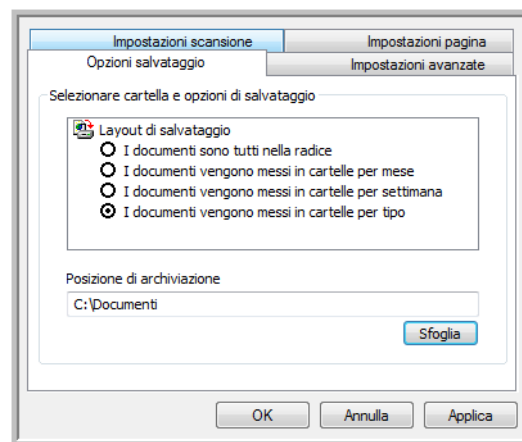 Impostazioni scansione
Impostazioni pagina
Opzioni salvataggio
Impostazioni avanzate
Selezionare cartella e opzioni di salvataggio
Layout di salvataggio
I documenti sono tutti nella radice
I documenti vengono messi in cartelle per mese
I documenti vengono messi in cartelle per settimana
I documenti vengono messi in cartelle per tipo
Posizione di archiviazione
C:\Documenti
Sfoglia
OK
Annulla
Applica